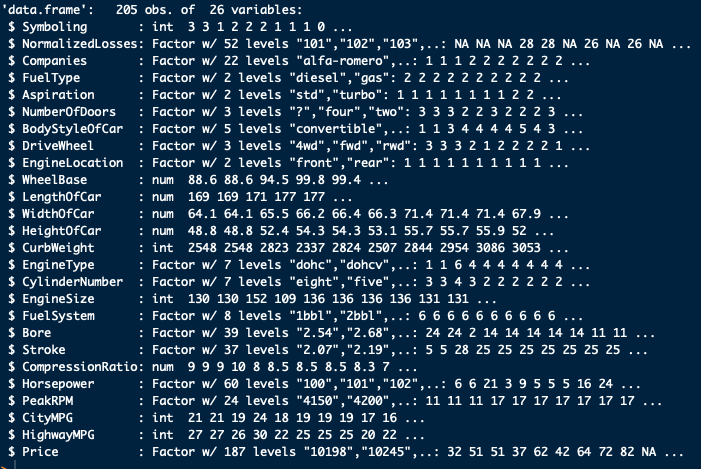 'data.frame':   205 obs. of  26 variables:
 $ Symboling       : int  3 3 1 2 2 2 1 1 1 0 ...
 $ NormalizedLosses: Factor w/ 52 levels "101","102","103",..: NA NA NA 28 28 NA 26 NA 26 NA ...
 $ Companies       : Factor w/ 22 levels "alfa-romero",..: 1 1 1 2 2 2 2 2 2 2 ...
 $ FuelType        : Factor w/ 2 levels "diesel","gas": 2 2 2 2 2 2 2 2 2 2 ...
 $ Aspiration      : Factor w/ 2 levels "std","turbo": 1 1 1 1 1 1 1 1 2 2 ...
 $ NumberOfDoors   : Factor w/ 3 levels "?","four","two": 3 3 3 2 2 3 2 2 2 3 ...
 $ BodyStyleOfCar  : Factor w/ 5 levels "convertible",..: 1 1 3 4 4 4 4 5 4 3 ...
 $ DriveWheel      : Factor w/ 3 levels "4wd","fwd","rwd": 3 3 3 2 1 2 2 2 2 1 ...
 $ EngineLocation  : Factor w/ 2 levels "front","rear": 1 1 1 1 1 1 1 1 1 1 ...
 $ WheelBase       : num  88.6 88.6 94.5 99.8 99.4 ...
 $ LengthOfCar     : num  169 169 171 177 177 ...
 $ WidthOfCar      : num  64.1 64.1 65.5 66.2 66.4 66.3 71.4 71.4 71.4 67.9 ...
 $ HeightOfCar     : num  48.8 48.8 52.4 54.3 54.3 53.1 55.7 55.7 55.9 52 ...
 $ CurbWeight      : int  2548 2548 2823 2337 2824 2507 2844 2954 3086 3053 ...
 $ EngineType      : Factor w/ 7 levels "dohc","dohcv",..: 1 1 6 4 4 4 4 4 4 4 ...
 $ CylinderNumber  : Factor w/ 7 levels "eight","five",..: 3 3 4 3 2 2 2 2 2 2 ...
 $ EngineSize      : int  130 130 152 109 136 136 136 136 131 131 ...
 $ FuelSystem      : Factor w/ 8 levels "1bbl","2bbl",..: 6 6 6 6 6 6 6 6 6 6 ...
 $ Bore            : Factor w/ 39 levels "2.54","2.68",..: 24 24 2 14 14 14 14 14 11 11 ...
 $ Stroke          : Factor w/ 37 levels "2.07","2.19",..: 5 5 28 25 25 25 25 25 25 25 ...
 $ CompressionRatio: num  9 9 9 10 8 8.5 8.5 8.5 8.3 7 ...
 $ Horsepower      : Factor w/ 60 levels "100","101","102",..: 6 6 21 3 9 5 5 5 16 24 ...
 $ PeakRPM         : Factor w/ 24 levels "4150","4200",..: 11 11 11 17 17 17 17 17 17 17 ...
 $ CityMPG         : int  21 21 19 24 18 19 19 19 17 16 ...
 $ HighwayMPG      : int  27 27 26 30 22 25 25 25 20 22 ...
 $ Price           : Factor w/ 187 levels "10198","10245",..: 32 51 51 37 62 42 64 72 82 NA ...